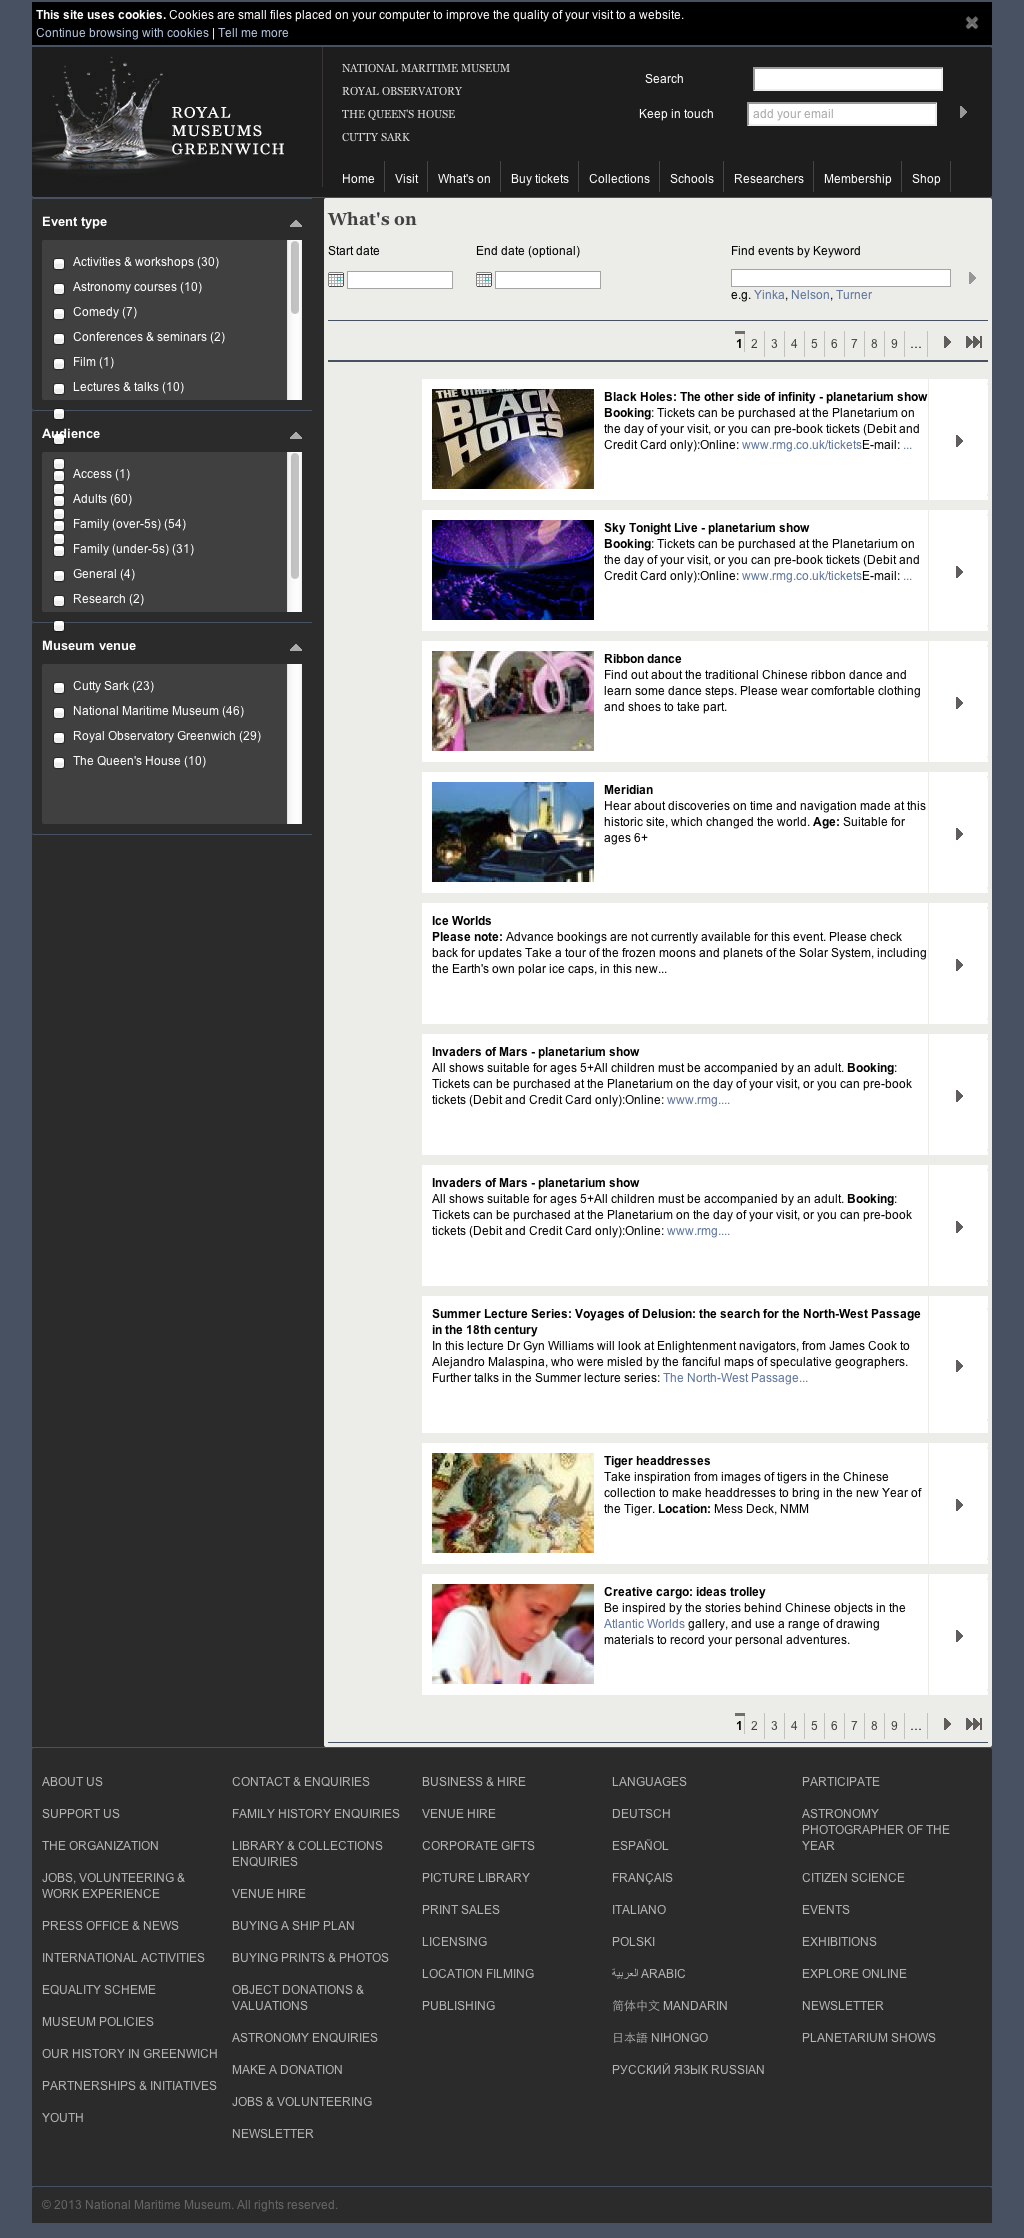 This site uses cookies. Cookies are small files placed on your computer to improve the quality of your visit to a website.
Continue browsing with cookies | Tell me more
ROYAL
MUSEUMS
GREENWICH
NATIONAL MARITIME MUSEUM
ROYAL OBSERVATORY
THE QUEEN'S HOUSE
CUTTY SARK
Search
Keep in touch add your email
Home Visit What's on Buy tickets Collections Schools Researchers Membership Shop
Event type
Activities & workshops (30)
Astronomy courses (10)
Comedy (7)
Conferences & seminars (2)
Film (1)
Lectures & talks (10)
Audience
Access (1)
Adults (60)
Family (over-5s) (54)
Family (under-5s) (31)
General (4)
Research (2)
Museum venue
Cutty Sark (23)
National Maritime Museum (46)
Royal Observatory Greenwich (29)
The Queen's House (10)
What's on
Start date End date (optional) Find events by Keyword
e.g. Yinka, Nelson, Turner
1 2 3 4 5 6 7 8 9 ...
THE OTHER SIDE
BLACK
HOLES
Black Holes: The other side of infinity - planetarium show
Booking: Tickets can be purchased at the Planetarium on
the day of your visit, or you can pre-book tickets (Debit and
Credit Card only):Online: www.rmg.co.uk/ticketsE-mail: ...
Sky Tonight Live - planetarium show
Booking: Tickets can be purchased at the Planetarium on
the day of your visit, or you can pre-book tickets (Debit and
Credit Card only):Online: www.rmg.co.uk/ticketsE-mail: ...
Ribbon dance
Find out about the traditional Chinese ribbon dance and
learn some dance steps. Please wear comfortable clothing
and shoes to take part.
Meridian
Hear about discoveries on time and navigation made at this
historic site, which changed the world. Age: Suitable for
ages 6+
Ice Worlds
Please note: Advance bookings are not currently available for this event. Please check
back for updates Take a tour of the frozen moons and planets of the Solar System, including
the Earth's own polar ice caps, in this new...
Invaders of Mars - planetarium show
All shows suitable for ages 5+All children must be accompanied by an adult. Booking:
Tickets can be purchased at the Planetarium on the day of your visit, or you can pre-book
tickets (Debit and Credit Card only):Online: www.rmg....
Invaders of Mars - planetarium show
All shows suitable for ages 5+All children must be accompanied by an adult. Booking:
Tickets can be purchased at the Planetarium on the day of your visit, or you can pre-book
tickets (Debit and Credit Card only):Online: www.rmg....
Summer Lecture Series: Voyages of Delusion: the search for the North-West Passage
in the 18th century
In this lecture Dr Gyn Williams will look at Enlightenment navigators, from James Cook to
Alejandro Malaspina, who were misled by the fanciful maps of speculative geographers.
Further talks in the Summer lecture series: The North-West Passage...
Tiger headdresses
Take inspiration from images of tigers in the Chinese
collection to make headdresses to bring in the new Year of
the Tiger. Location: Mess Deck, NMM
Creative cargo: ideas trolley
Be inspired by the stories behind Chinese objects in the
Atlantic Worlds gallery, and use a range of drawing
materials to record your personal adventures.
1 2 3 4 5 6 7 8 9 ...
ABOUT US
SUPPORT US
THE ORGANIZATION
JOBS, VOLUNTEERING &
WORK EXPERIENCE
PRESS OFFICE & NEWS
INTERNATIONAL ACTIVITIES
EQUALITY SCHEME
MUSEUM POLICIES
OUR HISTORY IN GREENWICH
PARTNERSHIPS & INITIATIVES
YOUTH
CONTACT & ENQUIRIES
FAMILY HISTORY ENQUIRIES
LIBRARY & COLLECTIONS
ENQUIRIES
VENUE HIRE
BUYING A SHIP PLAN
BUYING PRINTS & PHOTOS
OBJECT DONATIONS &
VALUATIONS
ASTRONOMY ENQUIRIES
MAKE A DONATION
JOBS & VOLUNTEERING
NEWSLETTER
BUSINESS & HIRE
VENUE HIRE
CORPORATE GIFTS
PICTURE LIBRARY
PRINT SALES
LICENSING
LOCATION FILMING
PUBLISHING
LANGUAGES
DEUTSCH
ESPAÑOL
FRANÇAIS
ITALIANO
POLSKI
العربية ARABIC
简体中文 MANDARIN
日本語 NIHONGO
РУССКИЙ ЯЗЫК RUSSIAN
PARTICIPATE
ASTRONOMY
PHOTOGRAPHER OF THE
YEAR
CITIZEN SCIENCE
EVENTS
EXHIBITIONS
EXPLORE ONLINE
NEWSLETTER
PLANETARIUM SHOWS
© 2013 National Maritime Museum. All rights reserved.